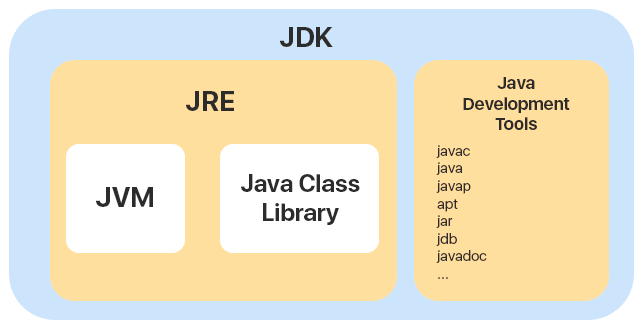 JDK
JRE
JVM
Java Class
Library
Java
Development
Tools
javac
java
javap
apt
jar
jdb
javadoc
...